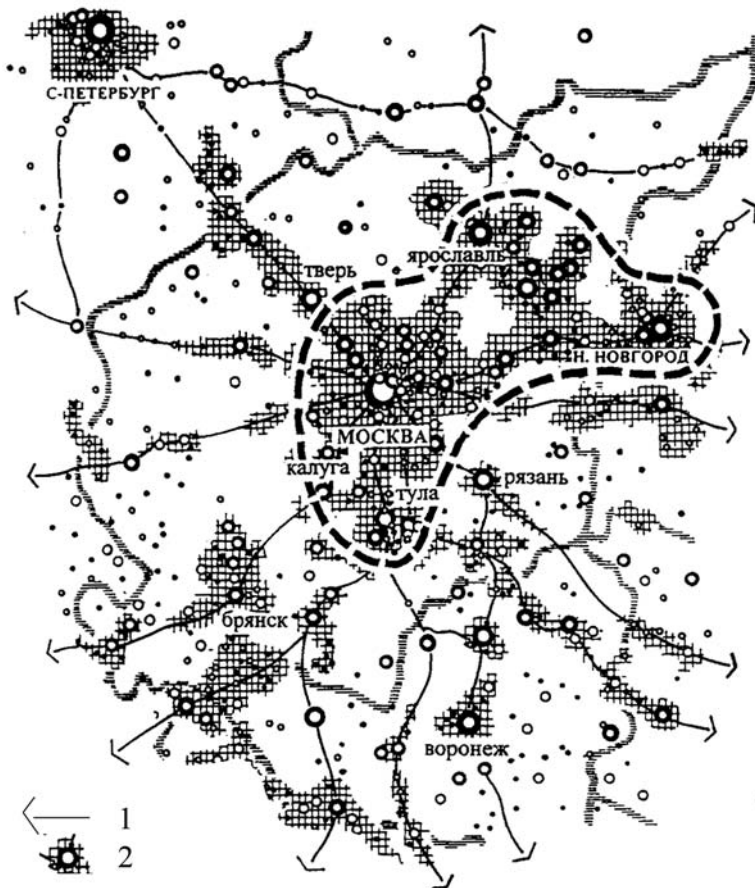 С-ПЕТЕРБУРГ
ЯРОСЛАВЛЬ
ТВЕРЬ
Н. НОВГОРОД
МОСКВА
КАЛУГА
РЯЗАНЬ
ТУЛА
БРЯНСК
ВОРОНЕЖ
1
2